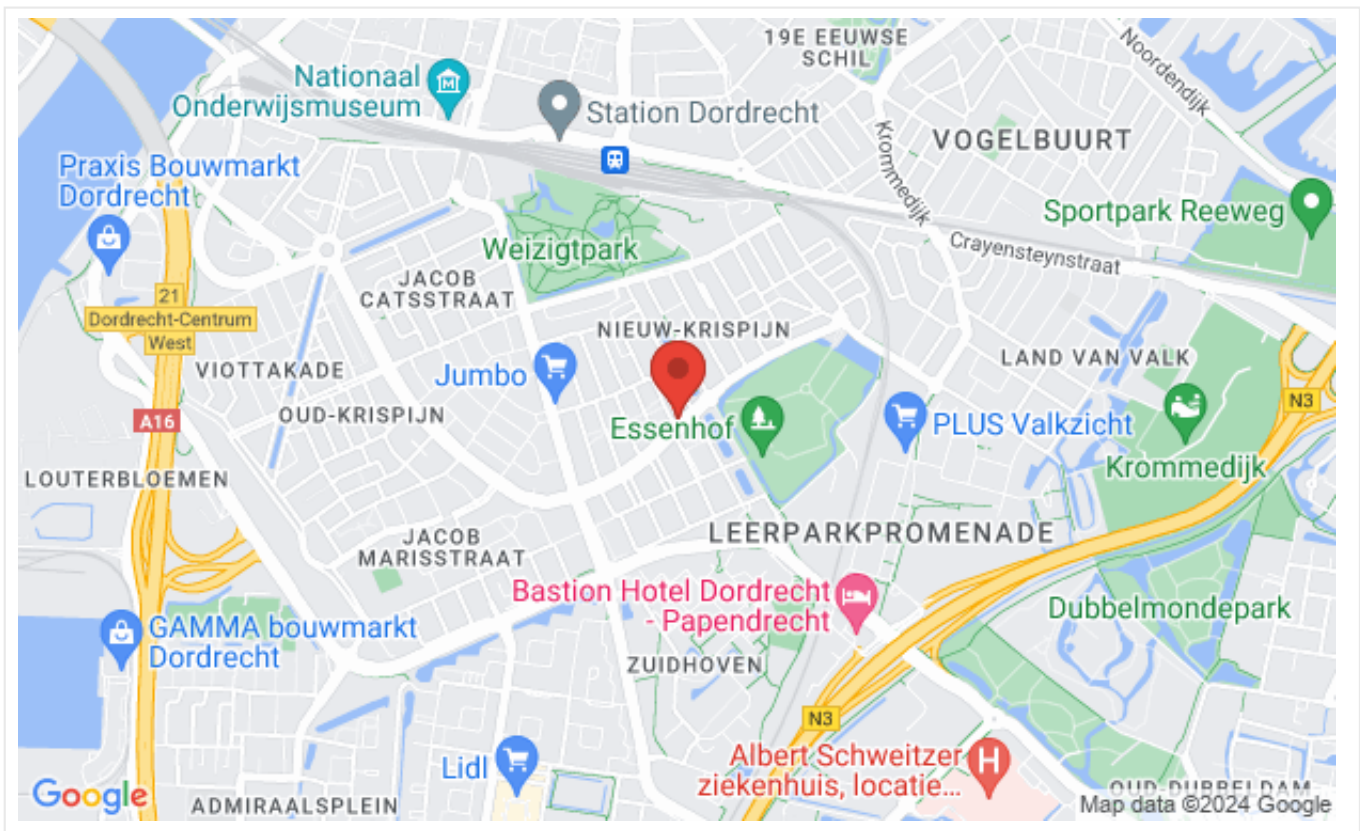 19E EEUWSE
SCHIL
Noordendijk
Nationaal
Onderwijsmuseum
Station Dordrecht
Krommedijk
VOGELBUURT
Praxis Bouwmarkt
Dordrecht
Sportpark Reeweg
Weizigtpark
Crayensteynstraat
JACOB
CATSSTRAAT
21
Dordrecht-Centrum
West
NIEUW-KRISPIJN
VIOTTAKADE
Jumbo
LAND VAN VALK
N3
OUD-KRISPIJN
A16
Essenhof
PLUS Valkzicht
Krommedijk
LOUTERBLOEMEN
JACOB
MARISSTRAAT
LEERPARKPROMENADE
Bastion Hotel Dordrecht
- Papendrecht
Dubbelmondepark
GAMMA bouwmarkt
Dordrecht
ZUIDHOVEN
N3
Lidl
Albert Schweitzer
ziekenhuis, locatie...
H
OUD-DUBBELDAM
Google
ADMIRAALSPLEIN
Map data ©2024 Google